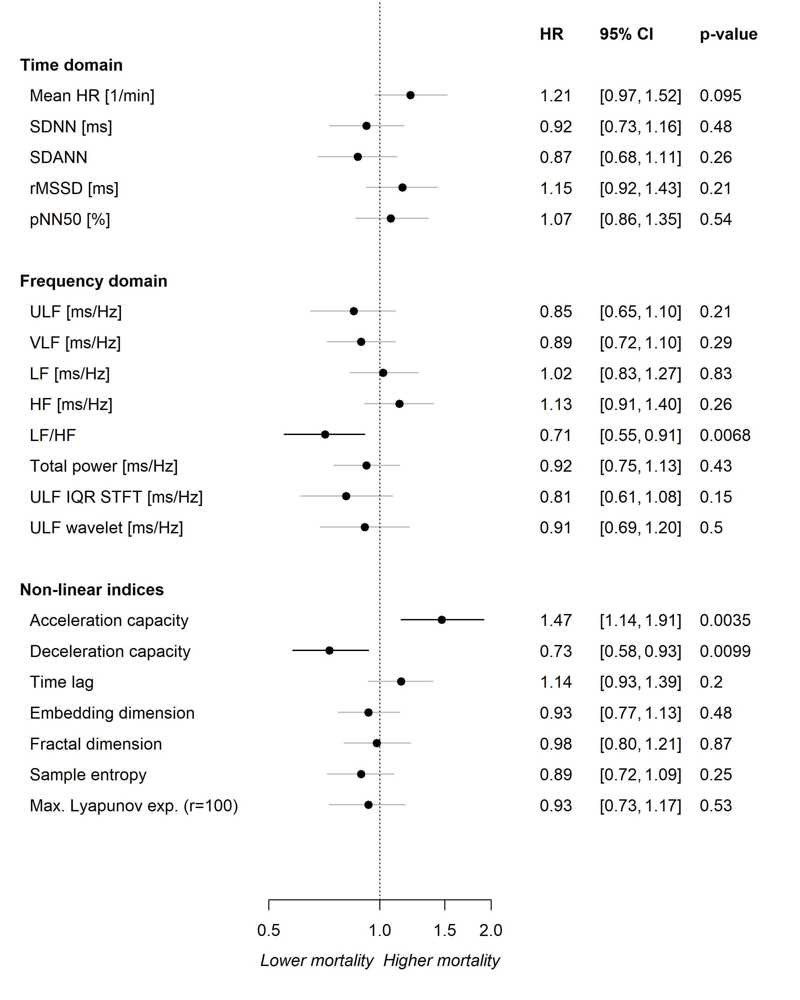 HR 95% CI p-value
Time domain
Mean HR [1/min] 1.21 [0.97, 1.52] 0.095
SDNN [ms] 0.92 [0.73, 1.16] 0.48
SDANN 0.87 [0.68, 1.11] 0.26
rMSSD [ms] 1.15 [0.92, 1.43] 0.21
pNN50 [%] 1.07 [0.86, 1.35] 0.54
Frequency domain
ULF [ms/Hz] 0.85 [0.65, 1.10] 0.21
VLF [ms/Hz] 0.89 [0.72, 1.10] 0.29
LF [ms/Hz] 1.02 [0.83, 1.27] 0.83
HF [ms/Hz] 1.13 [0.91, 1.40] 0.26
LF/HF 0.71 [0.55, 0.91] 0.0068
Total power [ms/Hz] 0.92 [0.75, 1.13] 0.43
ULF IQR STFT [ms/Hz] 0.81 [0.61, 1.08] 0.15
ULF wavelet [ms/Hz] 0.91 [0.69, 1.20] 0.5
Non-linear indices
Acceleration capacity 1.47 [1.14, 1.91] 0.0035
Deceleration capacity 0.73 [0.58, 0.93] 0.0099
Time lag 1.14 [0.93, 1.39] 0.2
Embedding dimension 0.93 [0.77, 1.13] 0.48
Fractal dimension 0.98 [0.80, 1.21] 0.87
Sample entropy 0.89 [0.72, 1.09] 0.25
Max. Lyapunov exp. (r=100) 0.93 [0.73, 1.17] 0.53
0.5 1.0 1.5 2.0
Lower mortality Higher mortality